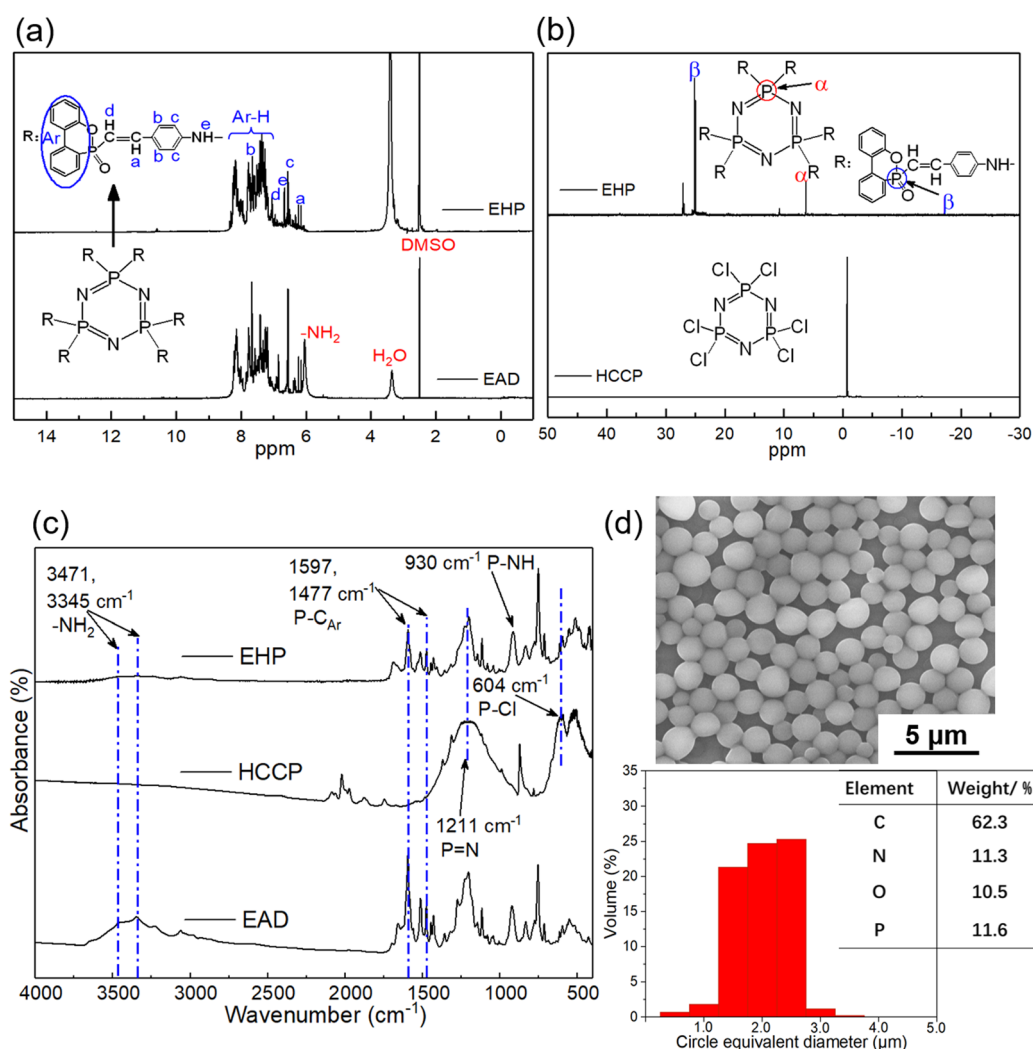 (a)
R:
Ar
d
H
O
P
O
H
a
b
c
b
c
e
NH
Ar-H
b
c
d
e
a
EHP
DMSO
R
R
P
N
N
R
P
P
R
R
N
R
-NH₂
H₂O
EAD
15 14 12 10 8 6 4 2 0
ppm
(b)
β
R
R
P
α
N
N
R
P
P
R
R
N
R
α
EHP
R:
O
H
P
H
O
NH
β
Cl
Cl
P
N
N
Cl
P
P
Cl
Cl
N
Cl
HCCP
50 40 30 20 10 0 -10 -20 -30
ppm
(c)
3471,
3345 cm⁻¹
-NH₂
1597,
1477 cm⁻¹
P-C_Ar
930 cm⁻¹ P-NH
EHP
604 cm⁻¹
P-Cl
HCCP
1211 cm⁻¹
P=N
EAD
Absorbance (%)
4000 3500 3000 2500 2000 1500 1000 500
Wavenumber (cm⁻¹)
(d)
5 μm
35
30
25
20
15
10
5
0
Volume (%)
1.0 2.0 3.0 4.0 5.0
Circle equivalent diameter (μm)
Element Weight/ %
C 62.3
N 11.3
O 10.5
P 11.6